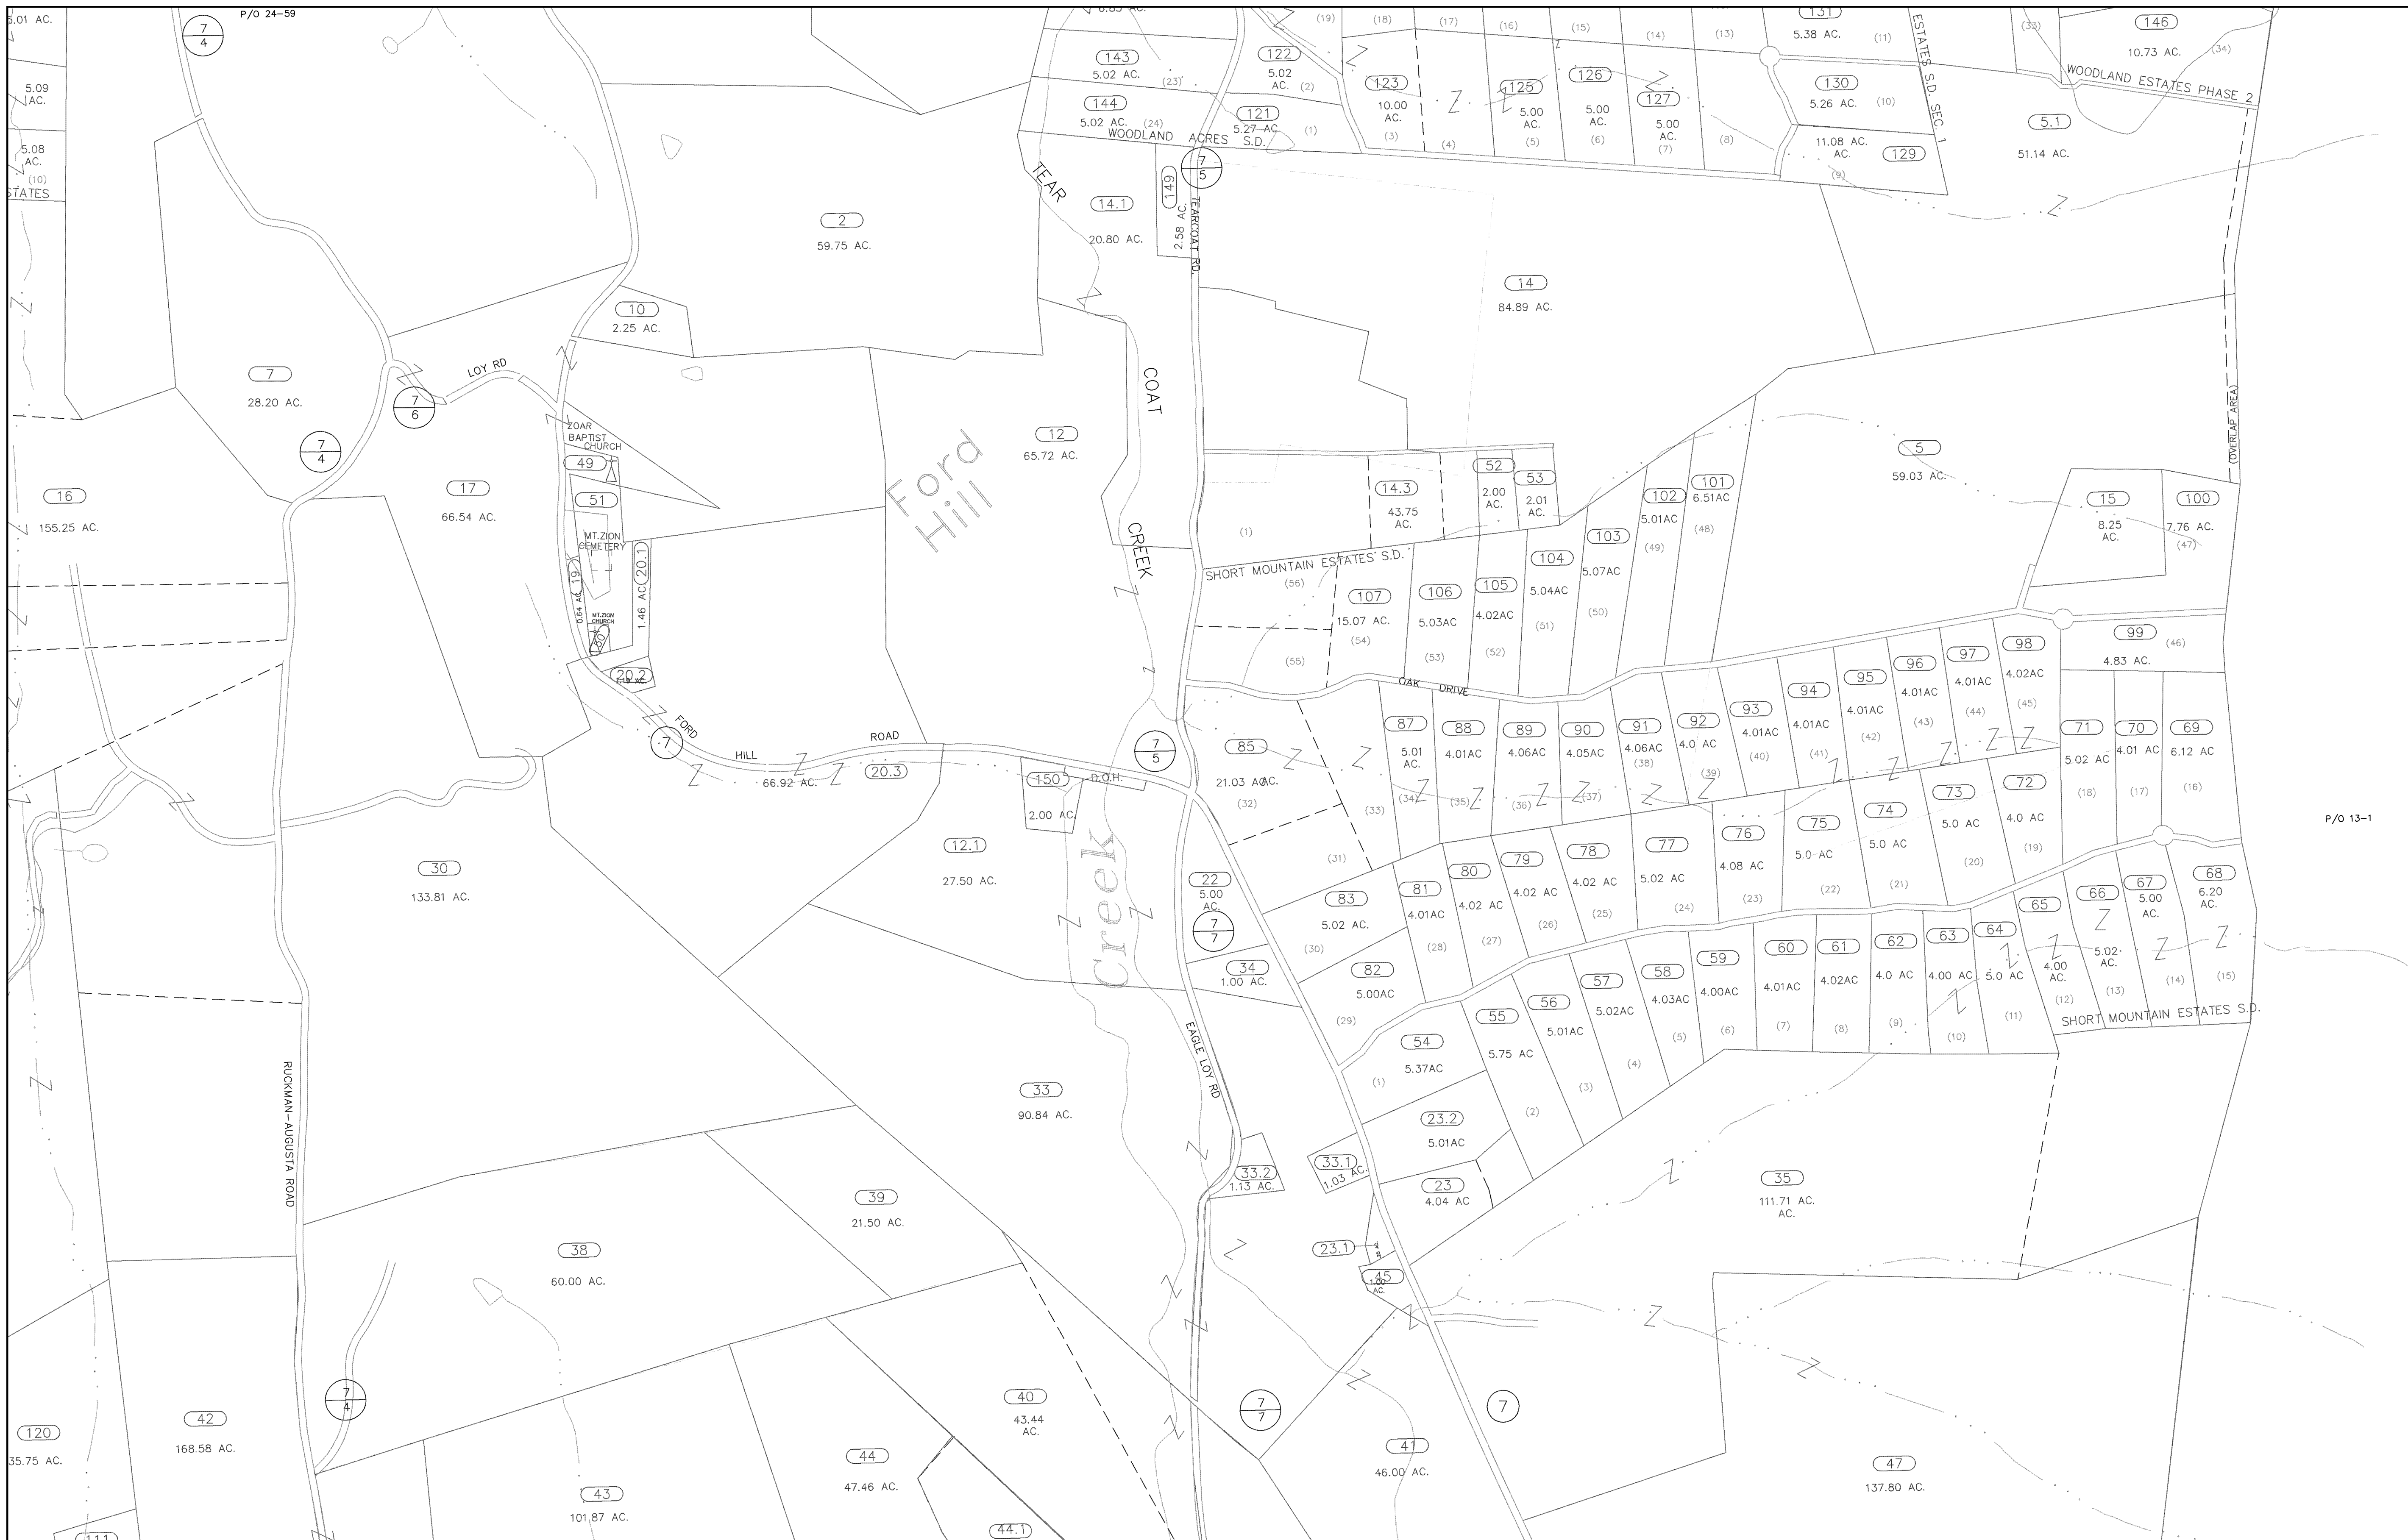 5.01 AC.
P/O 24-59
7
4
6.83 AC.
(19)
(18)
(17)
(16)
(15)
(14)
(13)
131
5.38 AC.
(11)
ESTATES S.D. SEC. 1
(33)
146
10.73 AC.
(34)
143
5.02 AC.
(23)
122
5.02
AC.
(2)
123
10.00
AC.
(3)
(4)
125
5.00
AC.
(5)
126
5.00
AC.
(6)
127
5.00
AC.
(7)
(8)
130
5.26 AC.
(10)
WOODLAND ESTATES PHASE 2
5.1
51.14 AC.
5.09
AC.
5.08
AC.
(10)
STATES
144
5.02 AC.
(24)
121
5.27 AC
(1)
WOODLAND ACRES S.D.
11.08 AC.
AC.
129
(9)
7
5
TEAR
149
2.58 AC.
TEARCOAT RD.
14.1
20.80 AC.
2
59.75 AC.
14
84.89 AC.
10
2.25 AC.
LOY RD
7
28.20 AC.
7
6
7
4
COAT
(OVERLAP AREA)
ZOAR
BAPTIST
CHURCH
49
51
12
65.72 AC.
Ford
Hill
5
59.03 AC.
16
155.25 AC.
17
66.54 AC.
14.3
43.75
AC.
52
2.00
AC.
53
2.01
AC.
102
5.01AC
(49)
101
6.51AC
(48)
15
8.25
AC.
100
7.76 AC.
(47)
MT.ZION
CEMETERY
19
0.64 AC.
20.1
1.46 AC
MT.ZION
CHURCH
20.2
CREEK
(1)
SHORT MOUNTAIN ESTATES S.D.
(56)
(55)
107
15.07 AC.
(54)
106
5.03AC
(53)
105
4.02AC
(52)
104
5.04AC
(51)
103
5.07AC
(50)
99
(46)
4.83 AC.
OAK DRIVE
FORD
HILL
ROAD
7
66.92 AC.
20.3
7
5
85
21.03 AC.
(32)
(31)
87
5.01
AC.
(33)
(34)
88
4.01AC
(35)
89
4.06AC
(36)
90
4.05AC
(37)
91
4.06AC
(38)
92
4.0 AC
(39)
93
4.01AC
(40)
94
4.01AC
(41)
95
4.01AC
(42)
96
4.01AC
(43)
97
4.01AC
(44)
98
4.02AC
(45)
71
5.02 AC
(18)
70
4.01 AC
(17)
69
6.12 AC
(16)
150
D.O.H.
2.00 AC.
12.1
27.50 AC.
Creek
30
133.81 AC.
22
5.00
AC.
7
7
83
5.02 AC.
(30)
81
4.01AC
(28)
80
4.02 AC
(27)
79
4.02 AC
(26)
78
4.02 AC
(25)
77
5.02 AC
(24)
76
4.08 AC
(23)
75
5.0 AC
(22)
74
5.0 AC
(21)
73
5.0 AC
(20)
72
4.0 AC
(19)
P/O 13-1
34
1.00 AC.
82
5.00AC
(29)
54
5.37AC
(1)
55
5.75 AC
(2)
56
5.01AC
(3)
57
5.02AC
(4)
58
4.03AC
(5)
59
4.00AC
(6)
60
4.01AC
(7)
61
4.02AC
(8)
62
4.0 AC
(9)
63
4.00 AC
(10)
64
5.0 AC
(11)
65
4.00
AC.
(12)
66
5.02
AC.
(13)
67
5.00
AC.
(14)
68
6.20
AC.
(15)
SHORT MOUNTAIN ESTATES S.D.
RUCKMAN-AUGUSTA ROAD
EAGLE LOY RD
33
90.84 AC.
23.2
5.01AC
33.2
1.13 AC.
33.1
1.03 AC.
23
4.04 AC
35
111.71 AC.
AC.
39
21.50 AC.
38
60.00 AC.
23.1
45
1.00
AC.
7
4
42
168.58 AC.
120
35.75 AC.
40
43.44
AC.
7
7
7
41
46.00 AC.
44
47.46 AC.
43
101.87 AC.
47
137.80 AC.
44.1
111